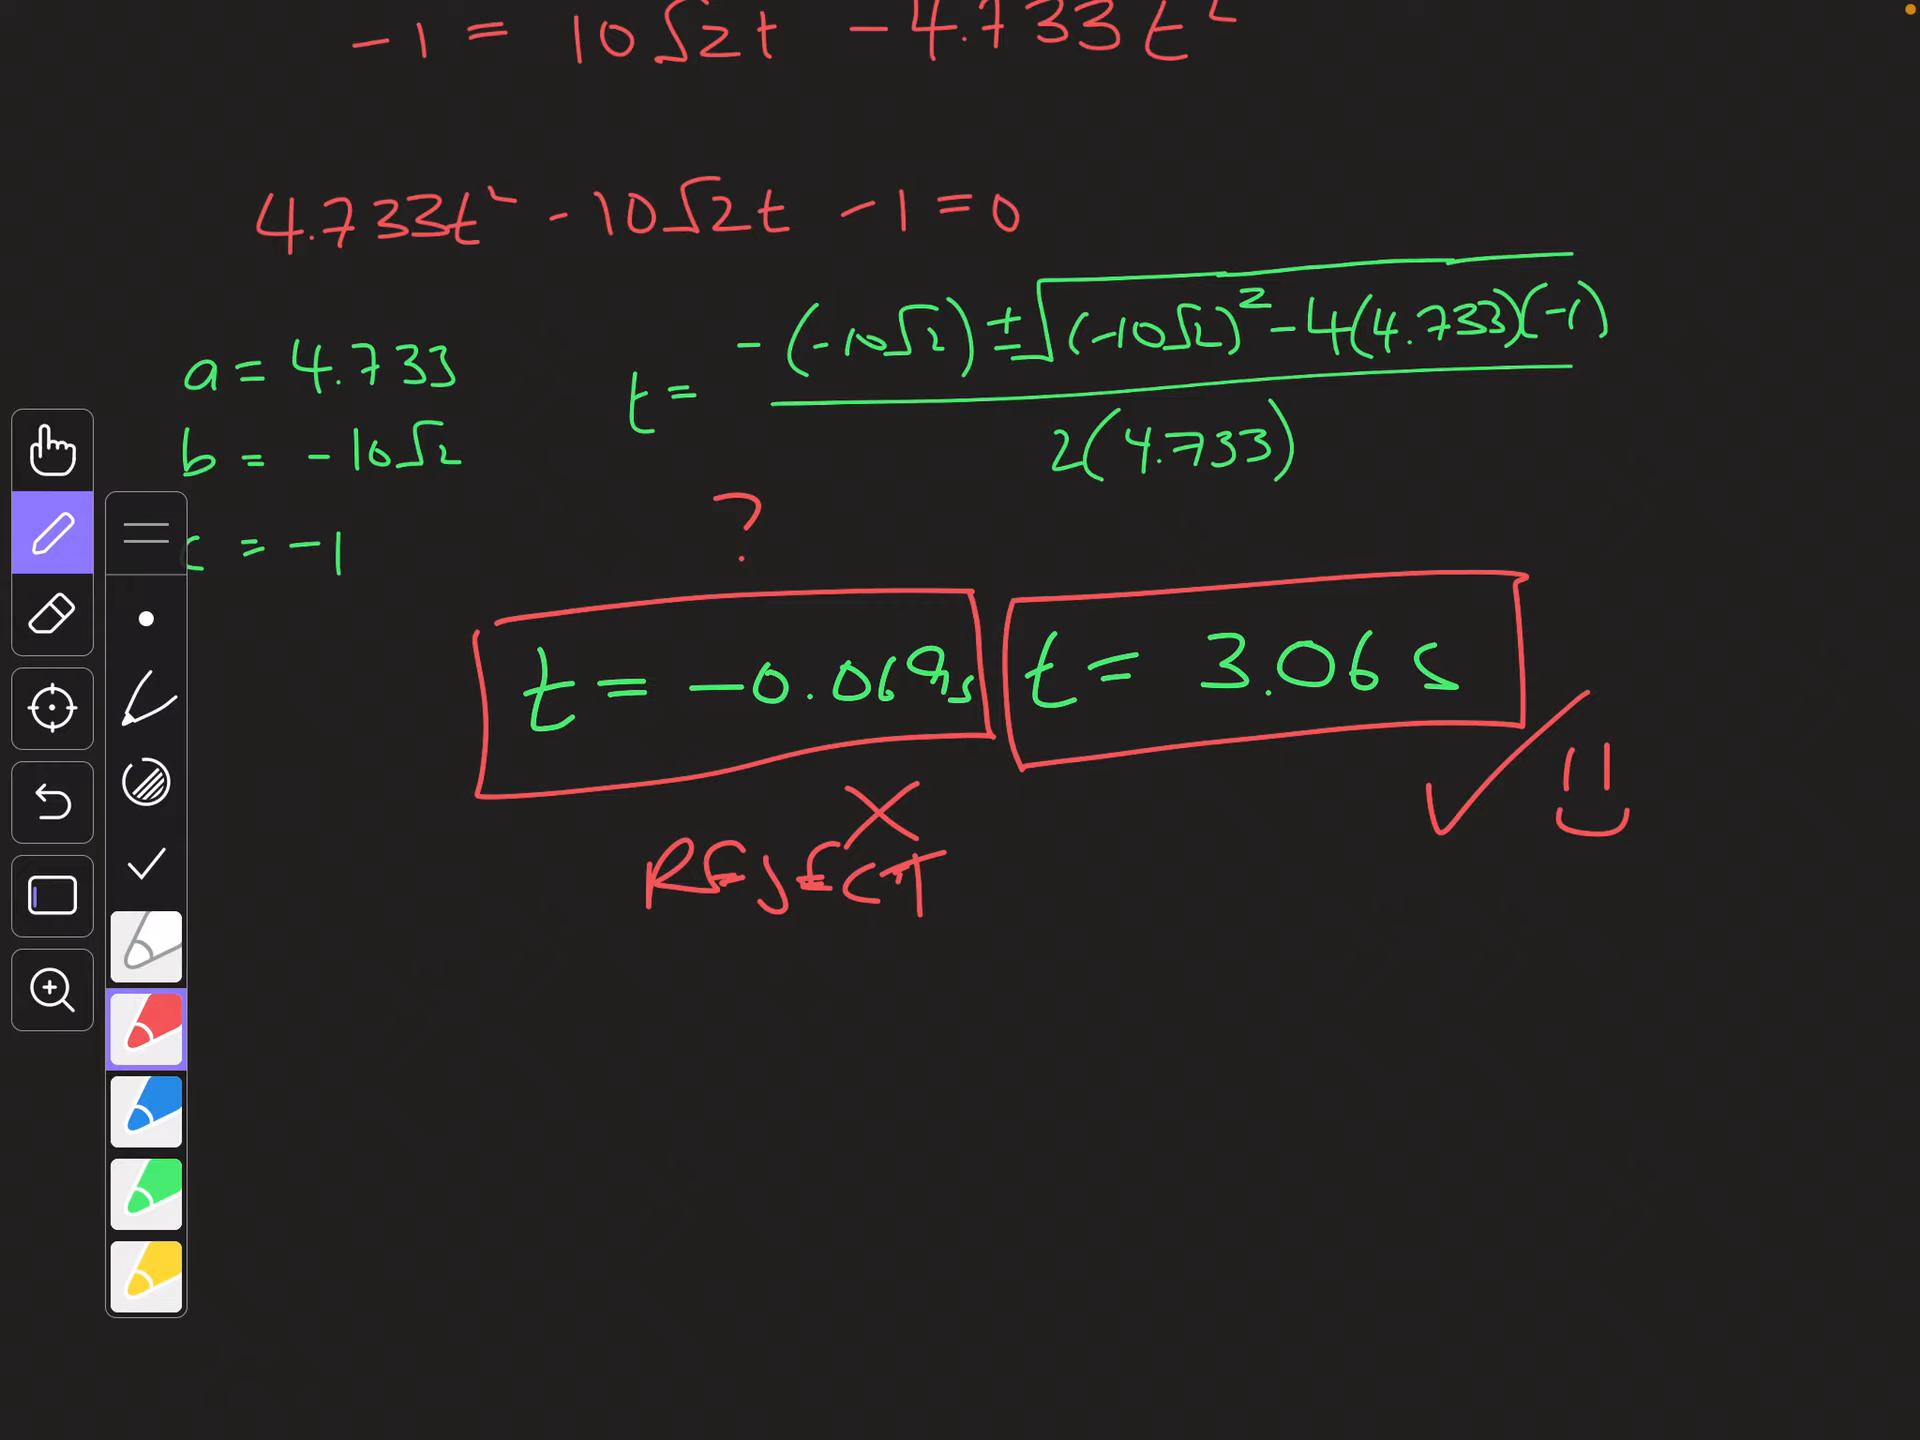 -1 = 10√2t - 4.733t²
4.733t² - 10√2t - 1 = 0
a = 4.733
b = -10√2
c = -1
t = (-(-10√2) ± √((-10√2)² - 4(4.733)(-1))) / 2(4.733)
?
t = -0.069s
t = 3.06 s
REJECT